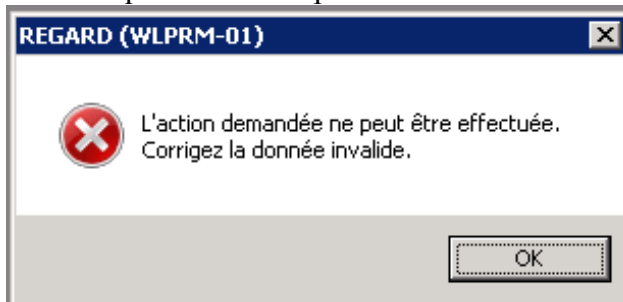 REGARD (WLPRM-01)
L'action demandée ne peut être effectuée.
Corrigez la donnée invalide.
OK